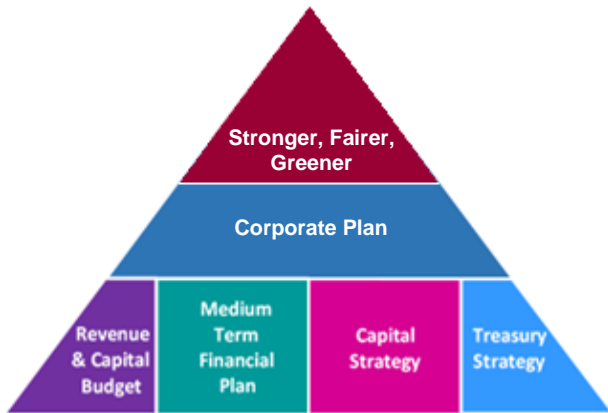 Stronger, Fairer,
Greener
Corporate Plan
Revenue
& Capital
Budget
Medium
Term
Financial
Plan
Capital
Strategy
Treasury
Strategy